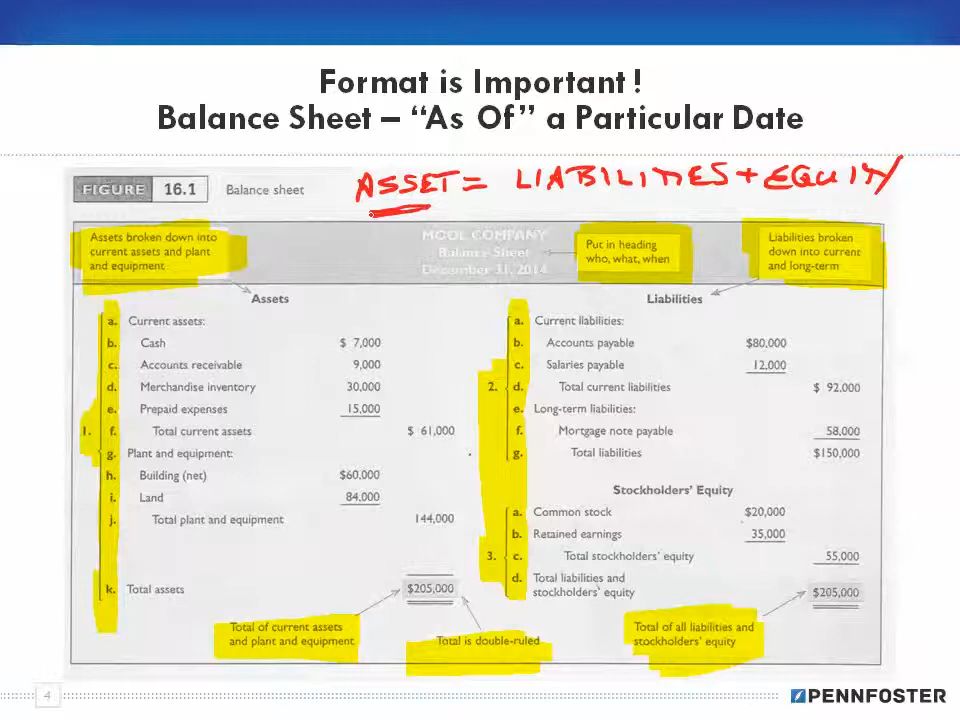 Format is Important !
Balance Sheet – “As Of” a Particular Date
FIGURE 16.1 Balance sheet
ASSET = LIABILITIES + EQUITY
Assets broken down into
current assets and plant
and equipment
MOOL COMPANY
Balance Sheet
December 31, 2014
Put in heading
who, what, when
Liabilities broken
down into current
and long-term
Assets
a. Current assets:
b. Cash $ 7,000
c. Accounts receivable 9,000
d. Merchandise inventory 30,000
e. Prepaid expenses 15,000
1. f. Total current assets $ 61,000
g. Plant and equipment:
h. Building (net) $60,000
i. Land 84,000
j. Total plant and equipment 144,000
k. Total assets $205,000
Total of current assets
and plant and equipment
Total is double-ruled
Liabilities
a. Current liabilities:
b. Accounts payable $80,000
c. Salaries payable 12,000
2. d. Total current liabilities $ 92,000
e. Long-term liabilities:
f. Mortgage note payable 58,000
g. Total liabilities $150,000
Stockholders’ Equity
a. Common stock $20,000
b. Retained earnings 35,000
3. c. Total stockholders’ equity 55,000
d. Total liabilities and
stockholders’ equity $205,000
Total of all liabilities and
stockholders’ equity
4
PENNFOSTER